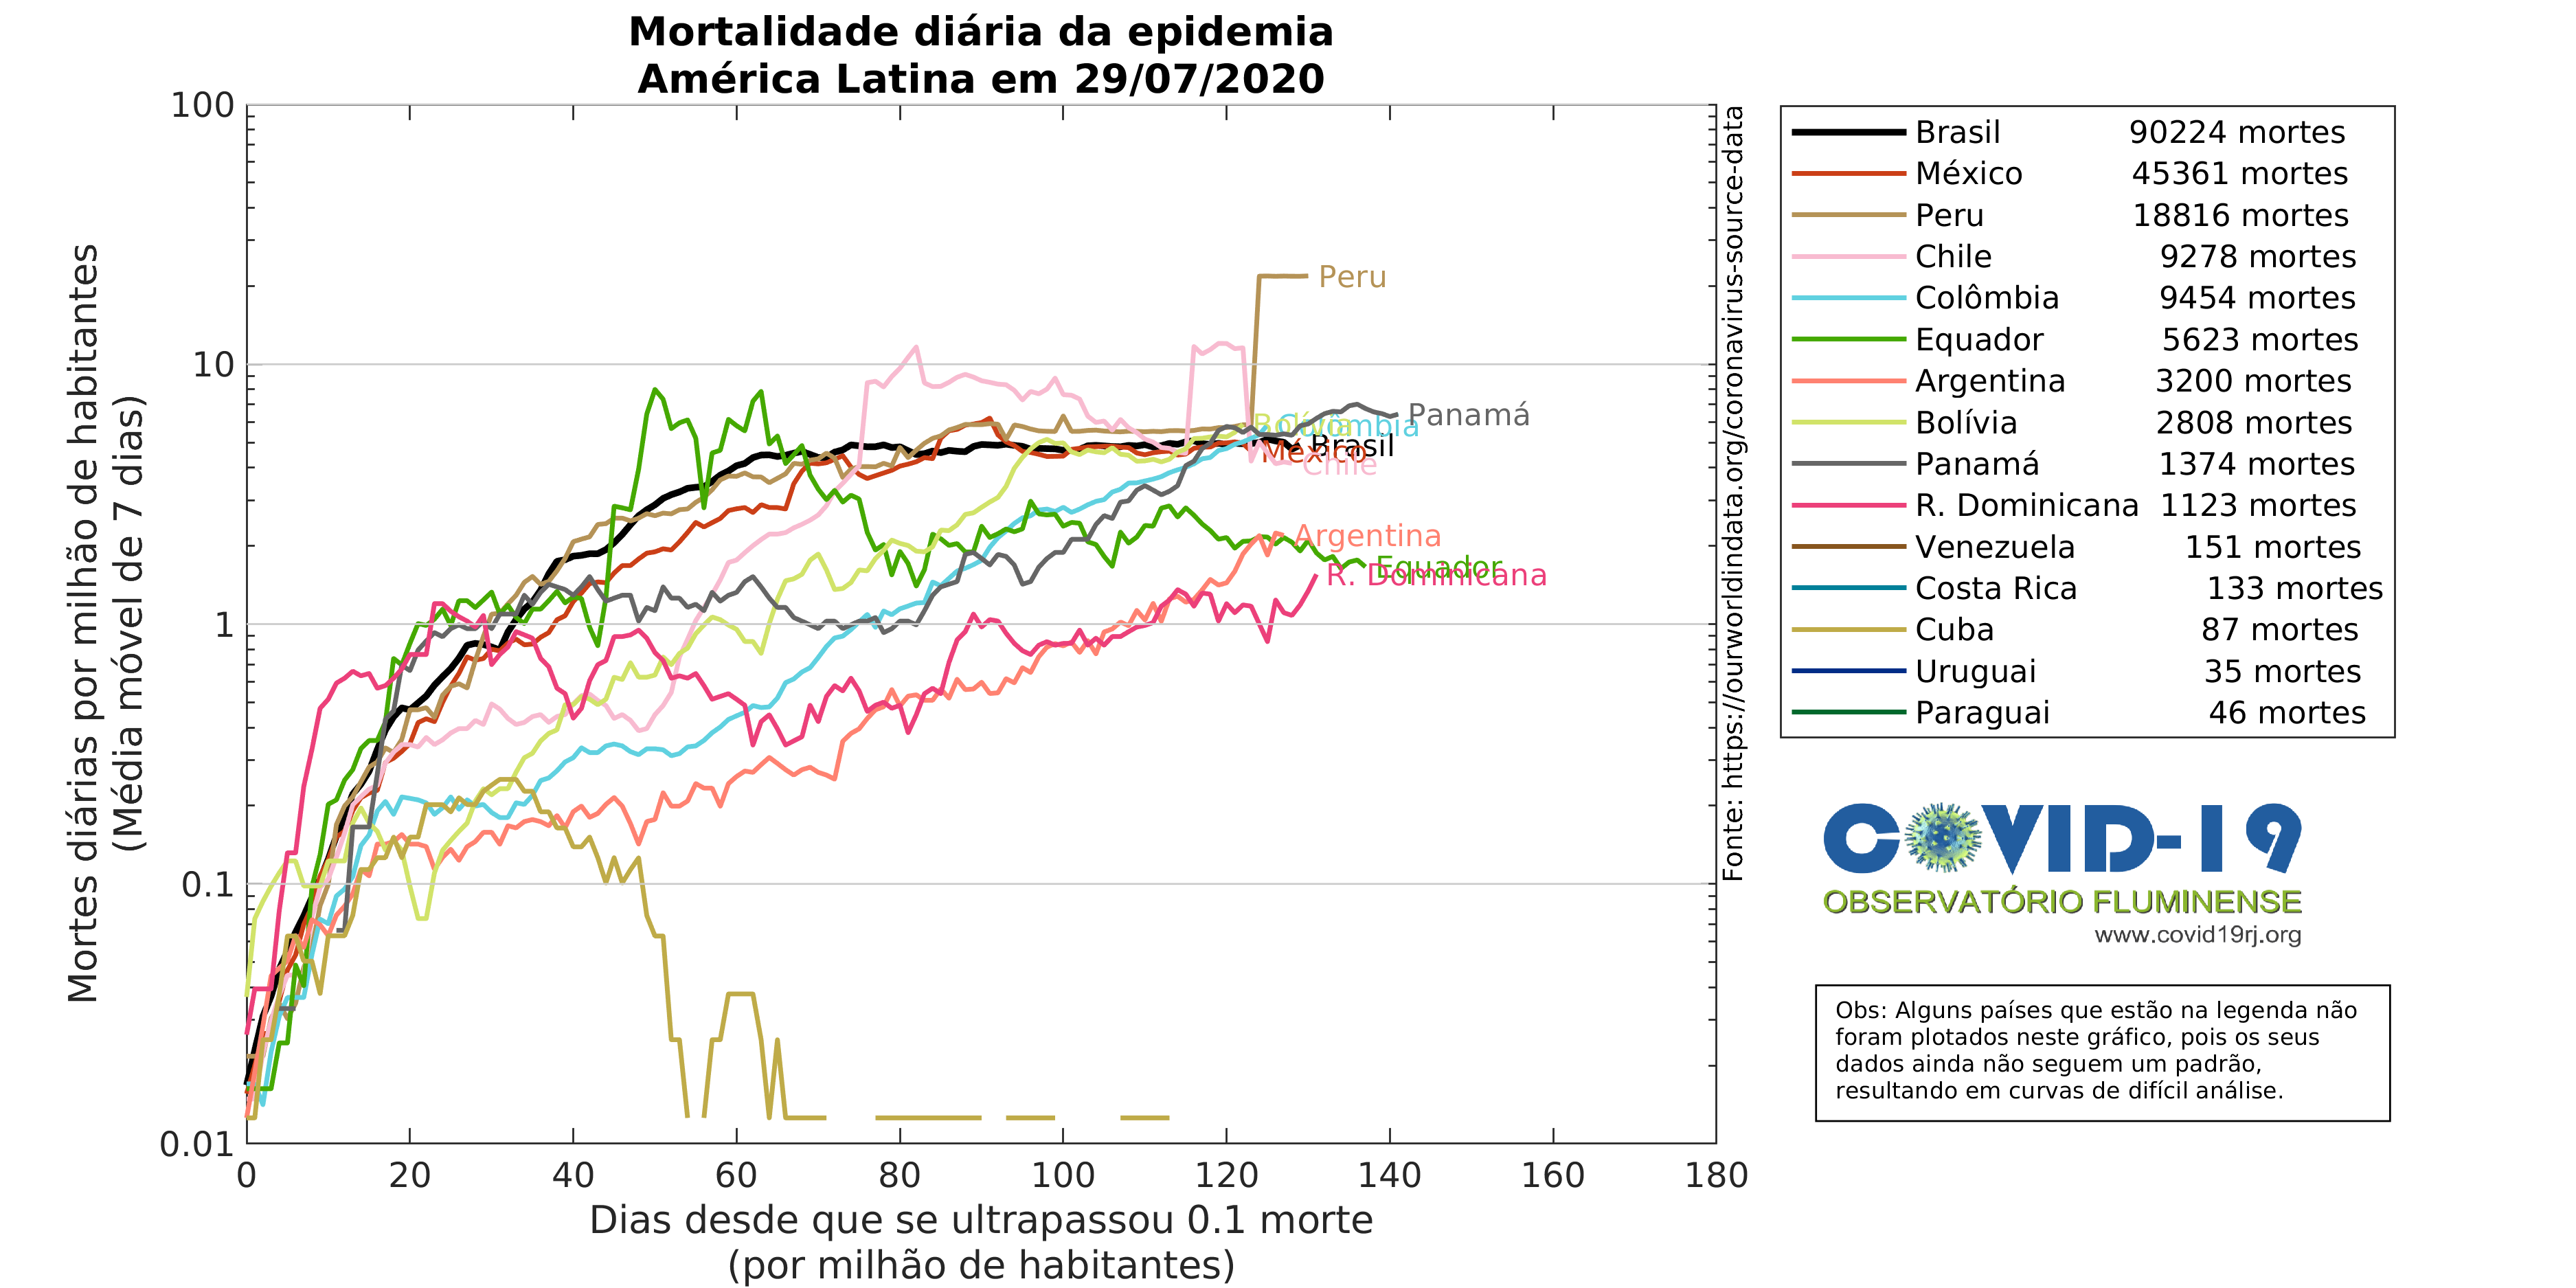 Mortalidade diária da epidemia
América Latina em 29/07/2020
Mortes diárias por milhão de habitantes
(Média móvel de 7 dias)
100
10
1
0.1
0.01
0 20 40 60 80 100 120 140 160 180
Dias desde que se ultrapassou 0.1 morte
(por milhão de habitantes)
Peru
Panamá
Bolívia
Colômbia
Brasil
México
Chile
Argentina
Equador
R. Dominicana
Fonte: https://ourworldindata.org/coronavirus-source-data
Brasil 90224 mortes
México 45361 mortes
Peru 18816 mortes
Chile 9278 mortes
Colômbia 9454 mortes
Equador 5623 mortes
Argentina 3200 mortes
Bolívia 2808 mortes
Panamá 1374 mortes
R. Dominicana 1123 mortes
Venezuela 151 mortes
Costa Rica 133 mortes
Cuba 87 mortes
Uruguai 35 mortes
Paraguai 46 mortes
COVID-19
OBSERVATÓRIO FLUMINENSE
www.covid19rj.org
Obs: Alguns países que estão na legenda não
foram plotados neste gráfico, pois os seus
dados ainda não seguem um padrão,
resultando em curvas de difícil análise.